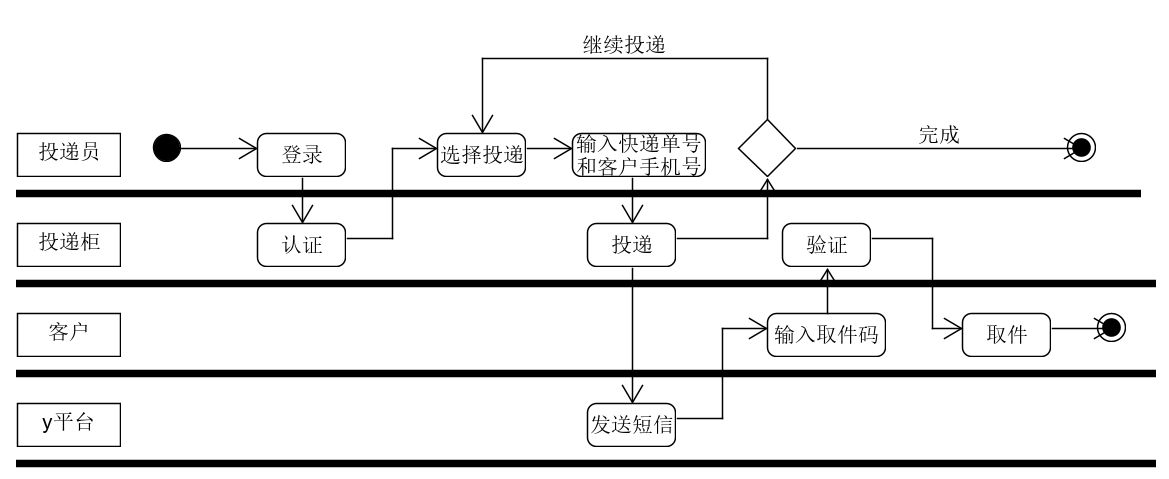 继续投递
投递员
登录
选择投递
输入快递单号
和客户手机号
完成
投递柜
认证
投递
验证
客户
输入取件码
取件
y平台
发送短信